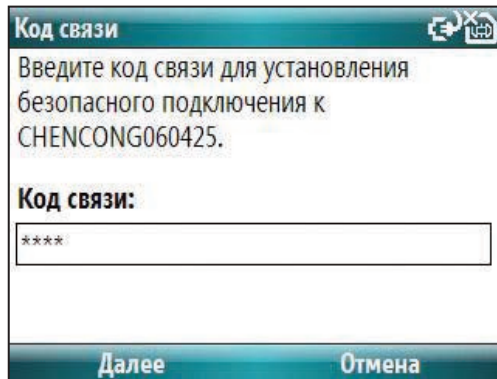 Код связи
Введите код связи для установления
безопасного подключения к
CHENCONG060425.
Код связи:
****
Далее
Отмена